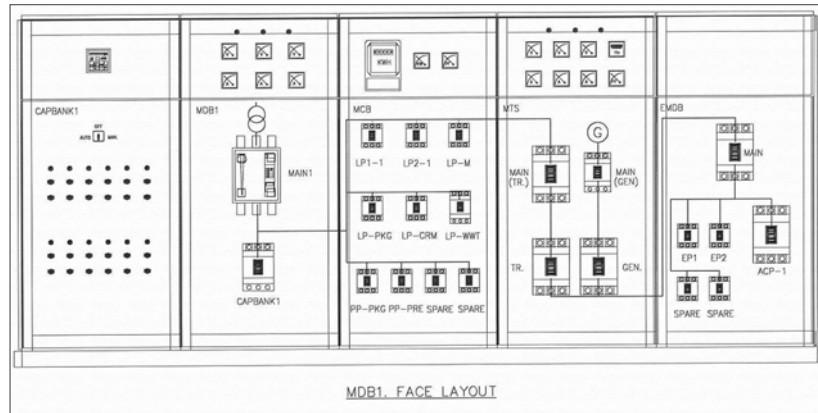 KWH
CAPBANK1
MDB1
MCB
MTS
EMDB
OFF
AUTO
MAN.
G
MAIN1
LP1-1 LP2-1 LP-M
MAIN
(TR.)
MAIN
(GEN)
MAIN
LP-PKG LP-CRM LP-WWT
EP1 EP2
ACP-1
TR.
GEN.
CAPBANK1
PP-PKG PP-PRE SPARE SPARE
SPARE SPARE
MDB1. FACE LAYOUT